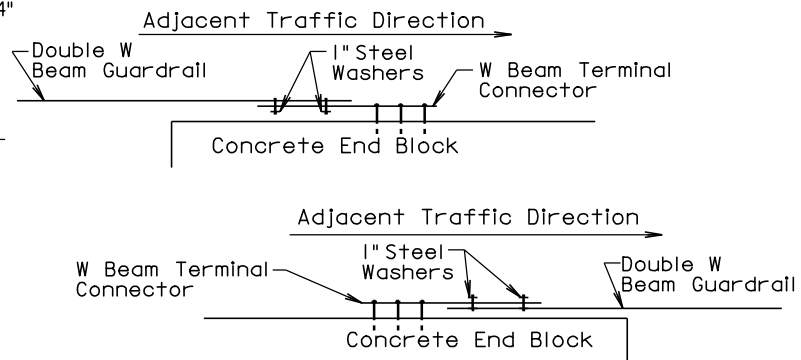 4"
Adjacent Traffic Direction
Double W
Beam Guardrail
1" Steel
Washers
W Beam Terminal
Connector
Concrete End Block
Adjacent Traffic Direction
W Beam Terminal
Connector
1" Steel
Washers
Double W
Beam Guardrail
Concrete End Block